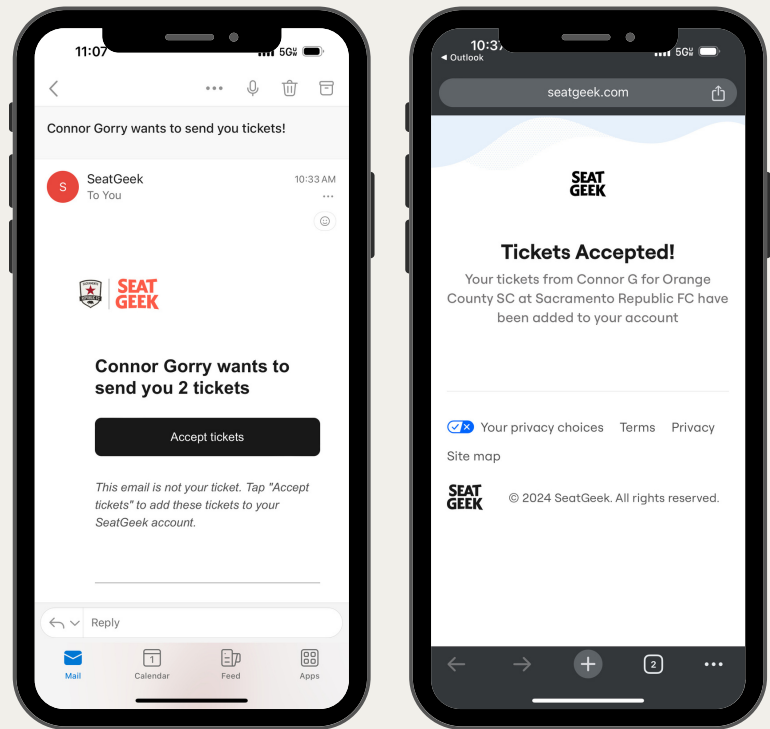 11:07
5G
Connor Gorry wants to send you tickets!
S
SeatGeek
10:33 AM
To You
SEAT
GEEK
Connor Gorry wants to
send you 2 tickets
Accept tickets
This email is not your ticket. Tap "Accept
tickets" to add these tickets to your
SeatGeek account.
Reply
1
Mail
Calendar
Feed
Apps
10:37
Outlook
5G
seatgeek.com
SEAT
GEEK
Tickets Accepted!
Your tickets from Connor G for Orange
County SC at Sacramento Republic FC have
been added to your account
Your privacy choices Terms Privacy
Site map
SEAT
GEEK
© 2024 SeatGeek. All rights reserved.
2